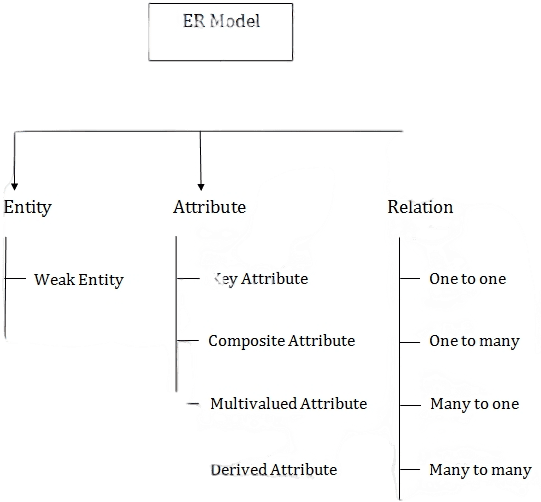 ER Model
Entity
Attribute
Relation
Weak Entity
Key Attribute
One to one
Composite Attribute
One to many
Multivalued Attribute
Many to one
Derived Attribute
Many to many